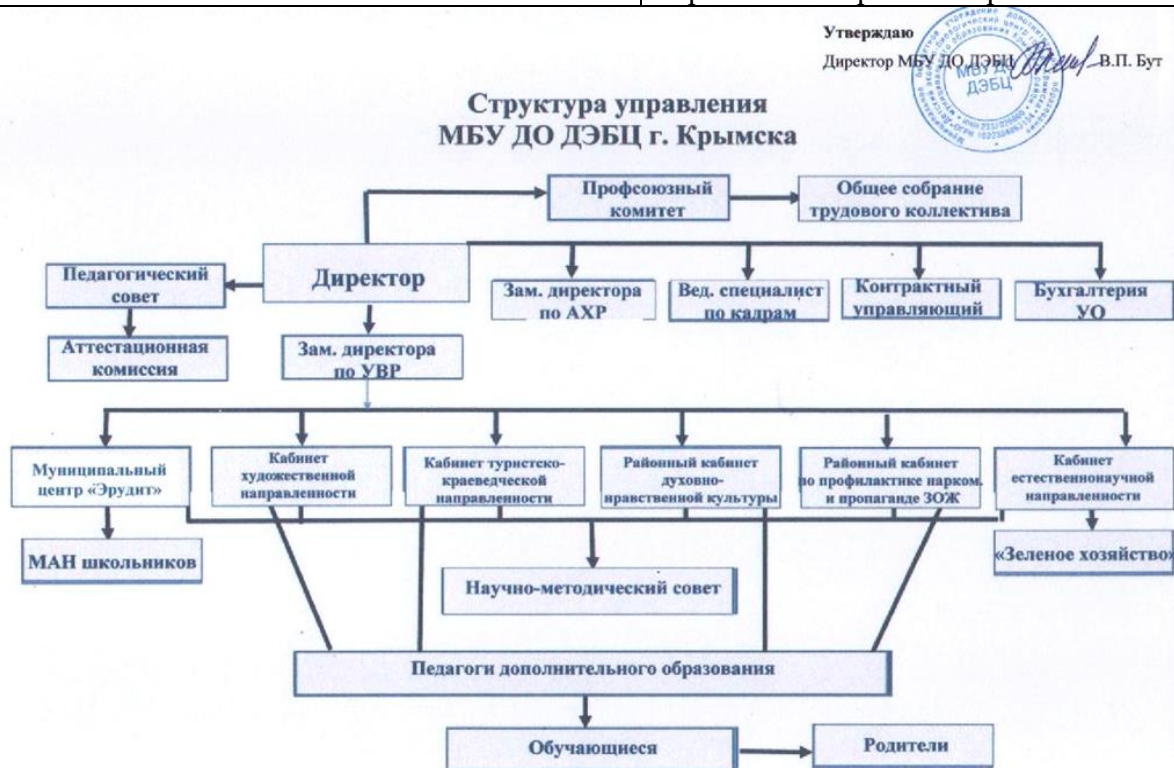 Утверждаю
Директор МБУ ДО ДЭБЦ В.П. Бут
МБУ ДО
ДЭБЦ
Структура управления
МБУ ДО ДЭБЦ г. Крымска
Профсоюзный
комитет
Общее собрание
трудового коллектива
Педагогический
совет
Директор
Зам. директора
по АХР
Вед. специалист
по кадрам
Контрактный
управляющий
Бухгалтерия
УО
Аттестационная
комиссия
Зам. директора
по УВР
Муниципальный
центр «Эрудит»
Кабинет
художественной
направленности
Кабинет туристско-
краеведческой
направленности
Районный кабинет
духовно-
нравственной культуры
Районный кабинет
по профилактике нарком.
и пропаганде ЗОЖ
Кабинет
естественнонаучной
направленности
МАН школьников
Научно-методический совет
«Зеленое хозяйство»
Педагоги дополнительного образования
Обучающиеся
Родители